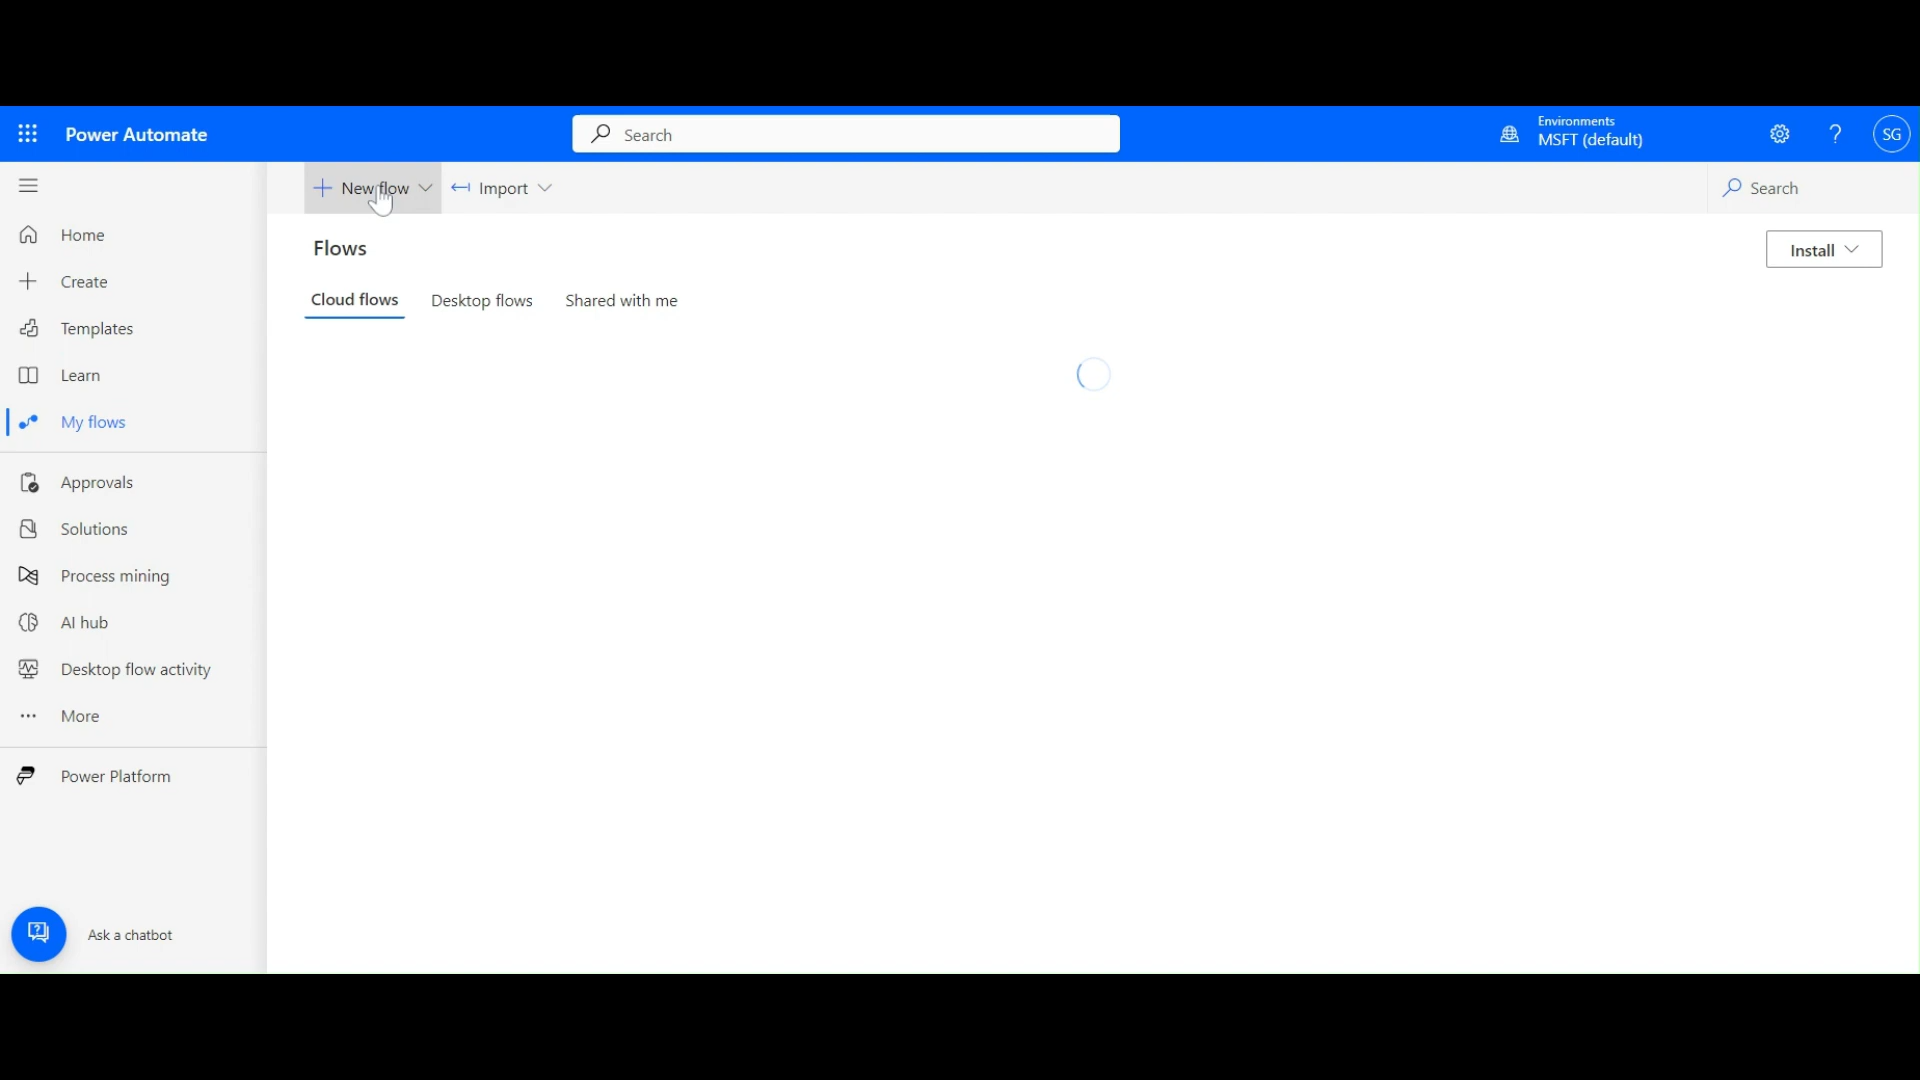 Power Automate
Search
Environments
MSFT (default)
?
SG
New flow
Import
Search
Home
Create
Templates
Learn
My flows
Approvals
Solutions
Process mining
AI hub
Desktop flow activity
More
Power Platform
Ask a chatbot
Flows
Install
Cloud flows Desktop flows Shared with me